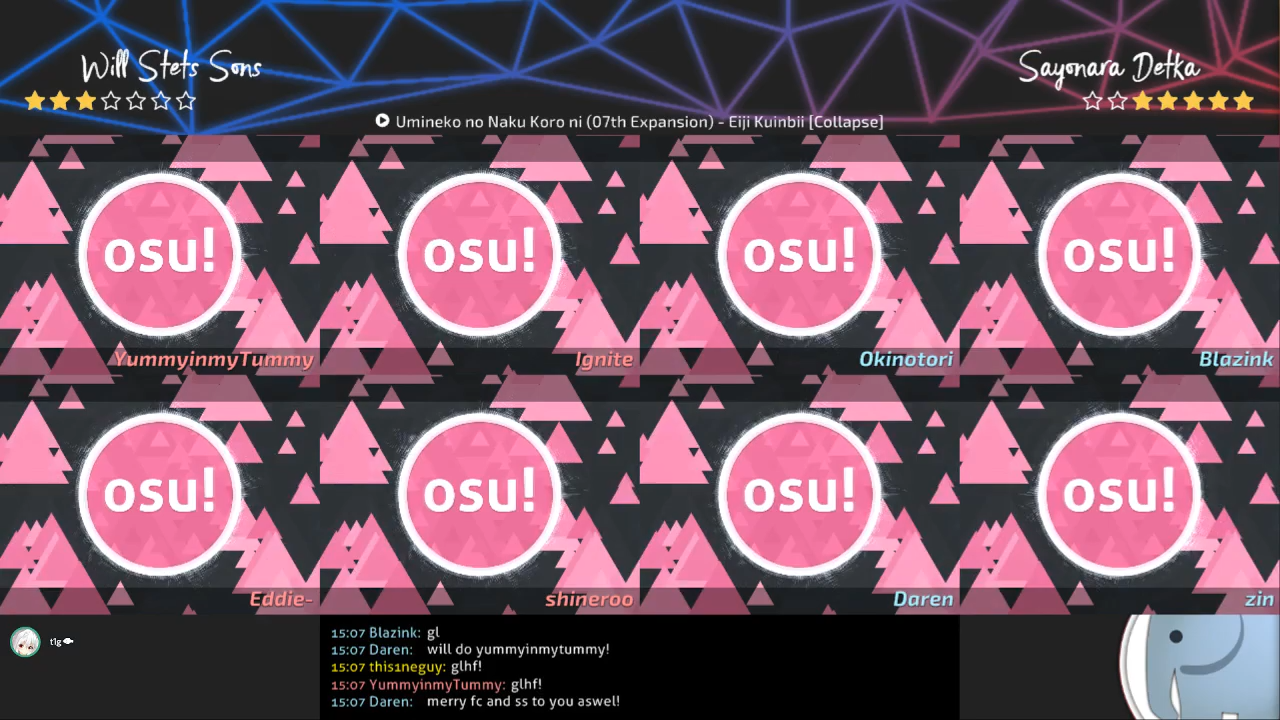 Will Stets Sons
Sayonara Detka
Umineko no Naku Koro ni (07th Expansion) - Eiji Kuinbii [Collapse]
osu!
osu!
osu!
osu!
YummyinmyTummy
Ignite
Okinotori
Blazink
osu!
osu!
osu!
osu!
Eddie-
shineroo
Daren
zin
t1g
15:07 Blazink: gl
15:07 Daren: will do yummyinmytummy!
15:07 this1neguy: glhf!
15:07 YummyinmyTummy: glhf!
15:07 Daren: merry fc and ss to you aswel!